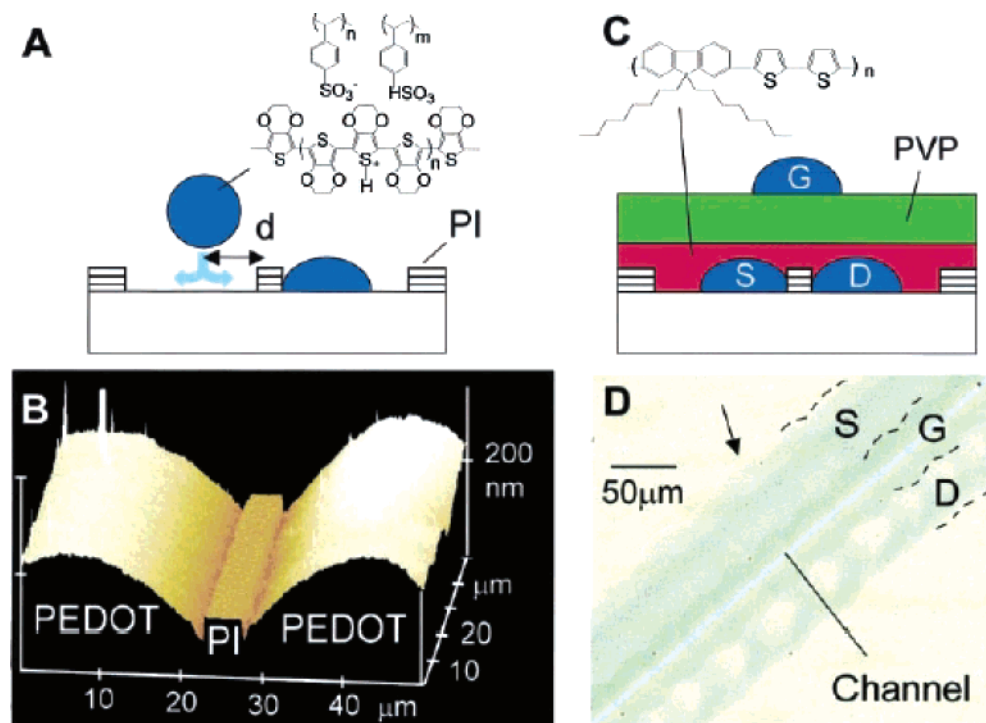 A
n
m
SO₃⁻
HSO₃
O O O O O O
S S S
( )n
S⁺ S
H
O O O O
d
PI
C
( )n
S S
PVP
G
S D
B
200
nm
PEDOT
PI
PEDOT
μm
20
10
10 20 30 40 μm
D
S
G
D
50μm
Channel